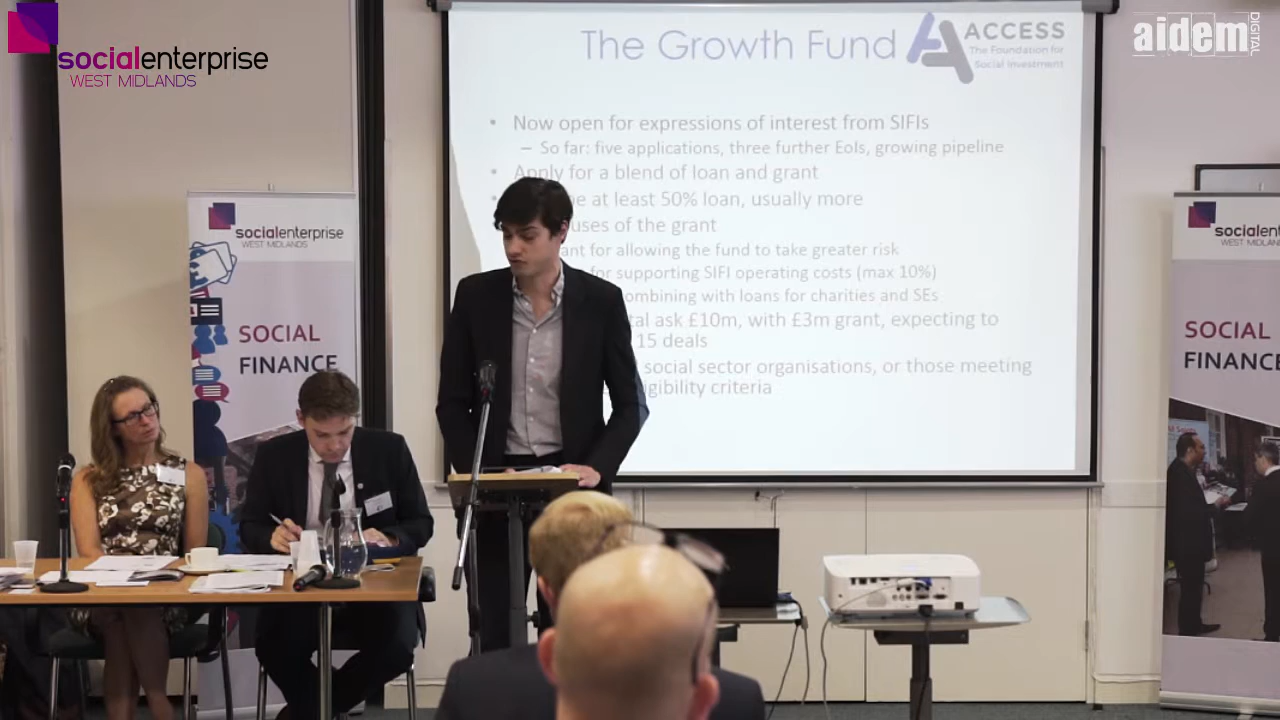 socialenterprise
WEST MIDLANDS
aidem
DIGITAL
The Growth Fund
ACCESS
The Foundation for
Social Investment
• Now open for expressions of interest from SIFIs
– So far: five applications, three further EoIs, growing pipeline
• Apply for a blend of loan and grant
• at least 50% loan, usually more
uses of the grant
for allowing the fund to take greater risk
for supporting SIFI operating costs (max 10%)
combining with loans for charities and SEs
ask £10m, with £3m grant, expecting to
15 deals
social sector organisations, or those meeting
criteria
socialenterprise
WEST MIDLANDS
SOCIAL
FINANCE
WEST MIDLANDS
SOCIAL